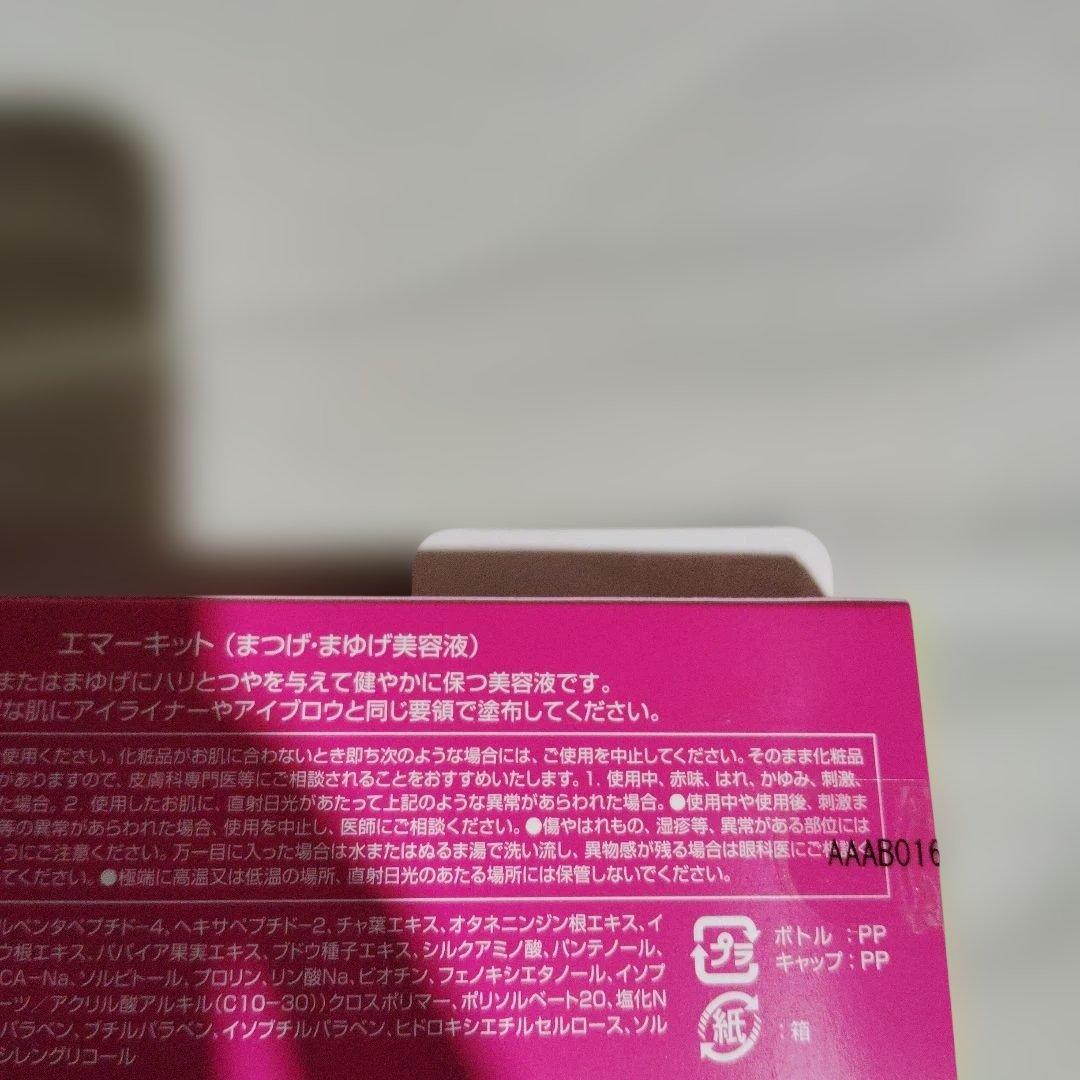 エマーキット（まつげ・まゆげ美容液）
またはまゆげにハリとつやを与えて健やかに保つ美容液です。
な肌にアイライナーやアイブロウと同じ要領で塗布してください。
使用ください。化粧品がお肌に合わないとき即ち次のような場合には、ご使用を中止してください。そのまま化粧品
がありますので、皮膚科専門医等にご相談されることをおすすめいたします。1. 使用中、赤味、はれ、かゆみ、刺激、
た場合。2. 使用したお肌に、直射日光があたって上記のような異常があらわれた場合。●使用中や使用後、刺激ま
等の異常があらわれた場合、使用を中止し、医師にご相談ください。●傷やはれもの、湿疹等、異常がある部位には
うにご注意ください。万一目に入った場合は水またはぬるま湯で洗い流し、異物感が残る場合は眼科医にご相
AAAB016
てください。●極端に高温又は低温の場所、直射日光のあたる場所には保管しないでください。
ルペンタペプチド-4、ヘキサペプチド-2、チャ葉エキス、オタネニンジン根エキス、イ
ウ根エキス、パパイア果実エキス、ブドウ種子エキス、シルクアミノ酸、パンテノール、
CA-Na、ソルビトール、プロリン、リン酸Na、ビオチン、フェノキシエタノール、イソプ
ーツ／アクリル酸アルキル(C10-30))クロスポリマー、ポリソルベート20、塩化N
パラベン、ブチルパラベン、イソブチルパラベン、ヒドロキシエチルセルロース、ソル
シレングリコール
プラ
ボトル ：PP
キャップ：PP
紙
：箱